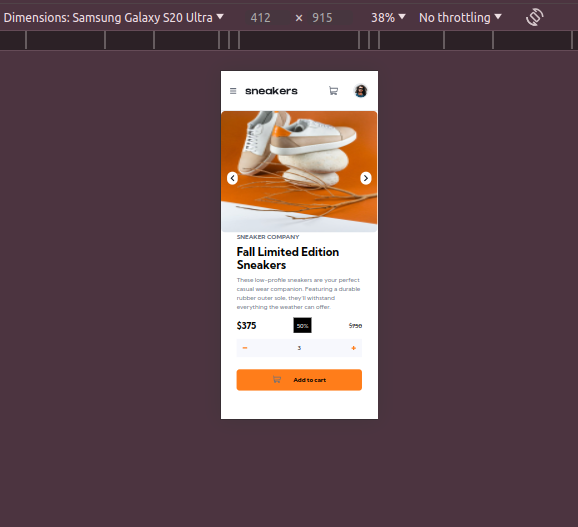 Dimensions: Samsung Galaxy S20 Ultra 412 × 915 38% No throttling
sneakers
SNEAKER COMPANY
Fall Limited Edition
Sneakers
These low-profile sneakers are your perfect
casual wear companion. Featuring a durable
rubber outer sole, they'll withstand
everything the weather can offer.
$375 50% $750
− 3 +
Add to cart